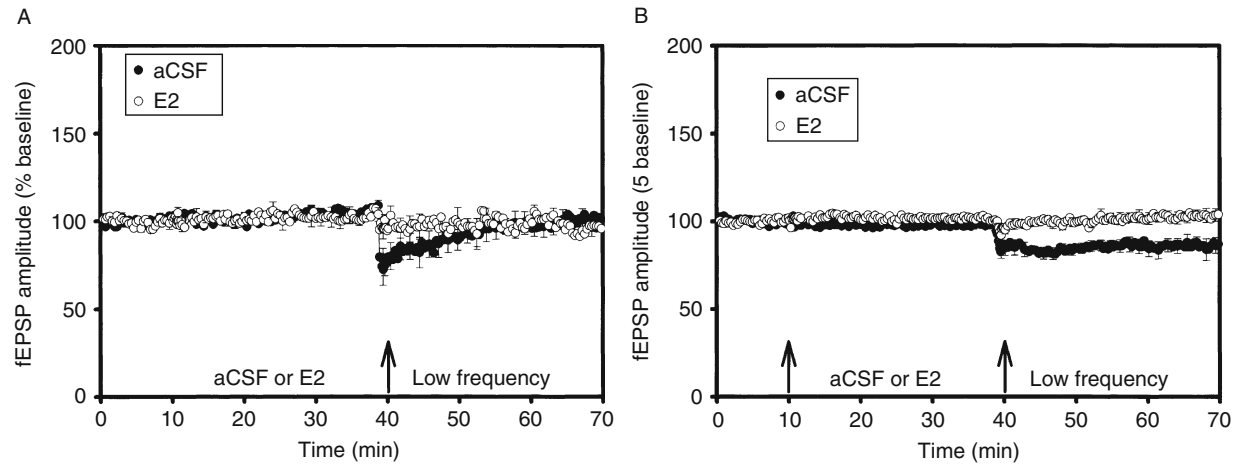 A
fEPSP amplitude (% baseline)
200
150
100
50
0
aCSF
E2
aCSF or E2
Low frequency
0 10 20 30 40 50 60 70
Time (min)
B
fEPSP amplitude (5 baseline)
200
150
100
50
0
aCSF
E2
aCSF or E2
Low frequency
0 10 20 30 40 50 60 70
Time (min)